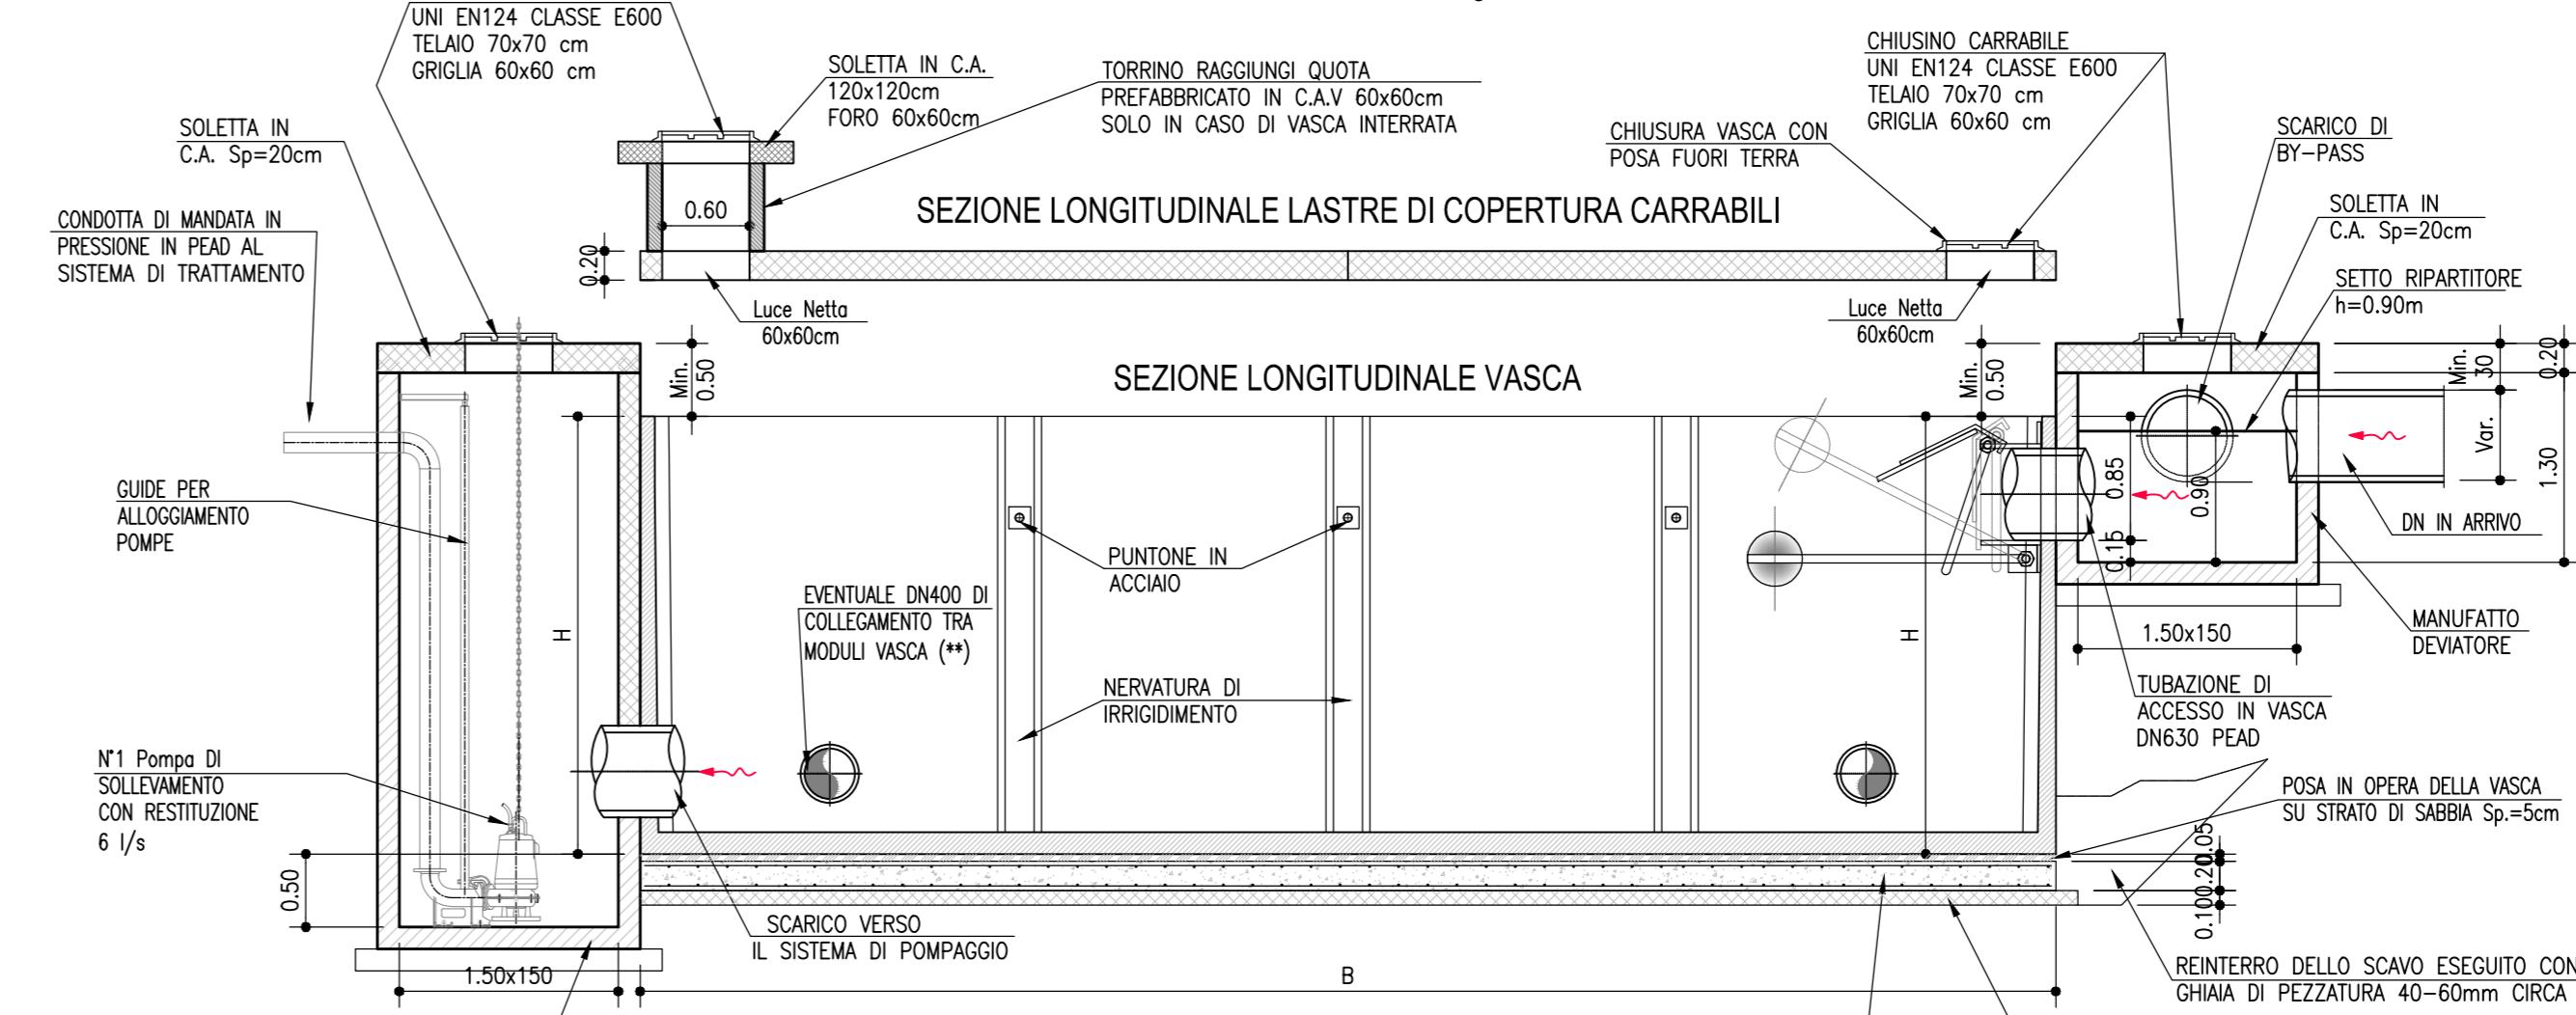 UNI EN124 CLASSE E600
TELAIO 70x70 cm
GRIGLIA 60x60 cm
SOLETTA IN C.A.
120x120cm
FORO 60x60cm
TORRINO RAGGIUNGI QUOTA
PREFABBRICATO IN C.A.V 60x60cm
SOLO IN CASO DI VASCA INTERRATA
CHIUSINO CARRABILE
UNI EN124 CLASSE E600
TELAIO 70x70 cm
GRIGLIA 60x60 cm
CHIUSURA VASCA CON
POSA FUORI TERRA
SCARICO DI
BY-PASS
SOLETTA IN
C.A. Sp=20cm
SOLETTA IN
C.A. Sp=20cm
SETTO RIPARTITORE
h=0.90m
CONDOTTA DI MANDATA IN
PRESSIONE IN PEAD AL
SISTEMA DI TRATTAMENTO
0.60
SEZIONE LONGITUDINALE LASTRE DI COPERTURA CARRABILI
0.20
Luce Netta
60x60cm
Luce Netta
60x60cm
Min.
0.50
SEZIONE LONGITUDINALE VASCA
Min.
0.50
Min.
30
0.20
Var.
1.30
0.85
0.90
0.15
DN IN ARRIVO
GUIDE PER
ALLOGGIAMENTO
POMPE
PUNTONE IN
ACCIAIO
EVENTUALE DN400 DI
COLLEGAMENTO TRA
MODULI VASCA (**)
H
H
1.50x150
MANUFATTO
DEVIATORE
NERVATURA DI
IRRIGIDIMENTO
TUBAZIONE DI
ACCESSO IN VASCA
DN630 PEAD
N°1 Pompa DI
SOLLEVAMENTO
CON RESTITUZIONE
6 l/s
POSA IN OPERA DELLA VASCA
SU STRATO DI SABBIA Sp.=5cm
0.05
0.20
0.100
0.50
SCARICO VERSO
IL SISTEMA DI POMPAGGIO
1.50x150
B
REINTERRO DELLO SCAVO ESEGUITO CON
GHIAIA DI PEZZATURA 40-60mm CIRCA